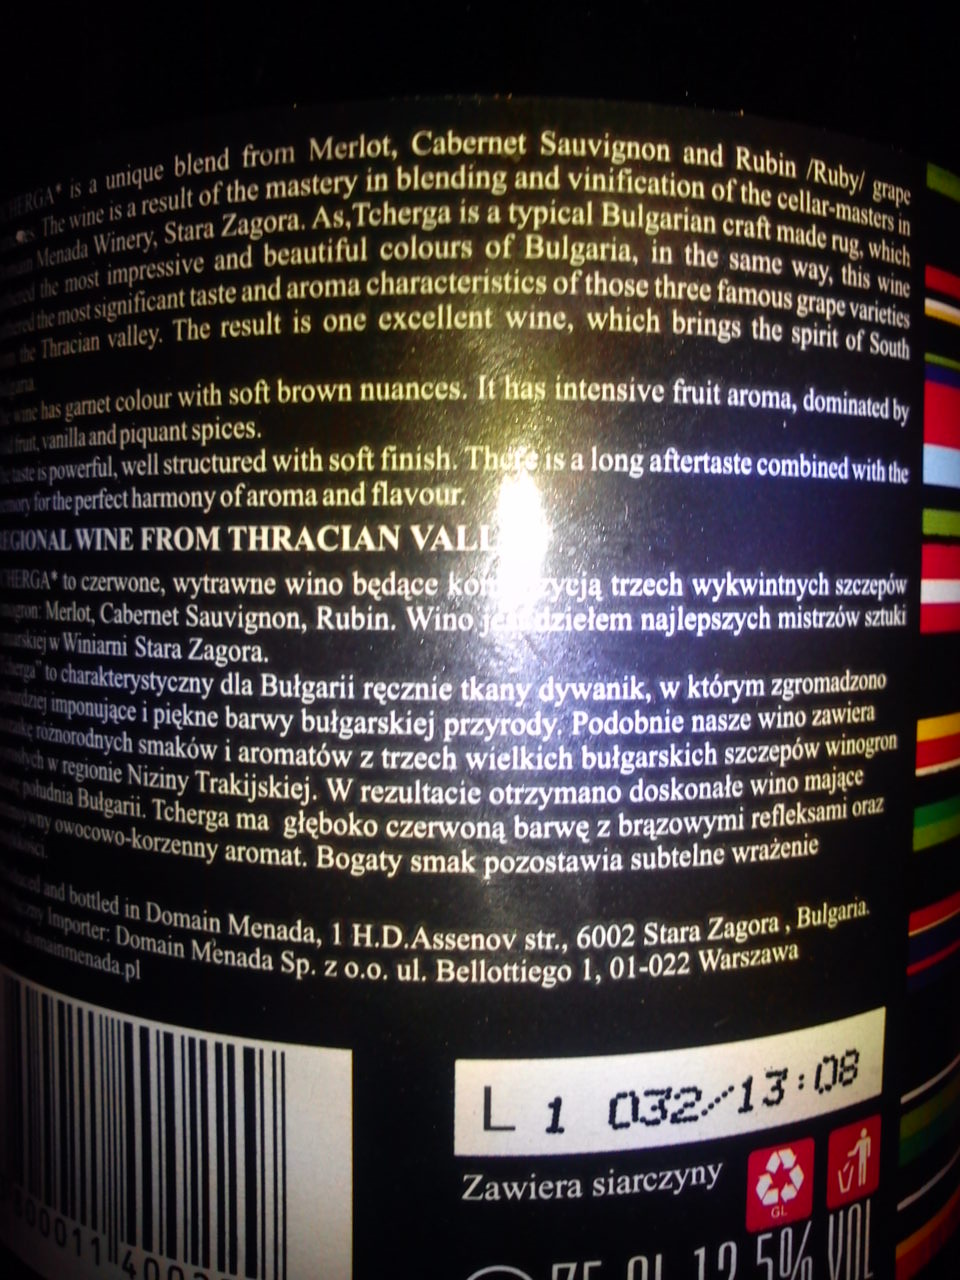 is a unique blend from Merlot, Cabernet Sauvignon and Rubin /Ruby/ grape
The wine is a result of the mastery in blending and vinification of the cellar-masters in
Menada Winery, Stara Zagora. As,Tcherga is a typical Bulgarian craft made rug, which
the most impressive and beautiful colours of Bulgaria, in the same way, this wine
the most significant taste and aroma characteristics of those three famous grape varieties
the Thracian valley. The result is one excellent wine, which brings the spirit of South
wine has garnet colour with soft brown nuances. It has intensive fruit aroma, dominated by
fruit, vanilla and piquant spices.
taste is powerful, well structured with soft finish. There is a long aftertaste combined with the
for the perfect harmony of aroma and flavour.
REGIONAL WINE FROM THRACIAN VALL
to czerwone, wytrawne wino będące kompozycją trzech wykwintnych szczepów
Merlot, Cabernet Sauvignon, Rubin. Wino jest dziełem najlepszych mistrzów sztuki
w Winiarni Stara Zagora.
to charakterystyczny dla Bułgarii ręcznie tkany dywanik, w którym zgromadzono
imponujące i piękne barwy bułgarskiej przyrody. Podobnie nasze wino zawiera
różnorodnych smaków i aromatów z trzech wielkich bułgarskich szczepów winogron
w regionie Niziny Trakijskiej. W rezultacie otrzymano doskonałe wino mające
południa Bułgarii. Tcherga ma głęboko czerwoną barwę z brązowymi refleksami oraz
owocowo-korzenny aromat. Bogaty smak pozostawia subtelne wrażenie
and bottled in Domain Menada, 1 H.D.Assenov str., 6002 Stara Zagora , Bulgaria.
Importer: Domain Menada Sp. z o.o. ul. Bellottiego 1, 01-022 Warszawa
domainmenada.pl
L 1 032//13:08
Zawiera siarczyny
GL
75 cl 12,5% VOL